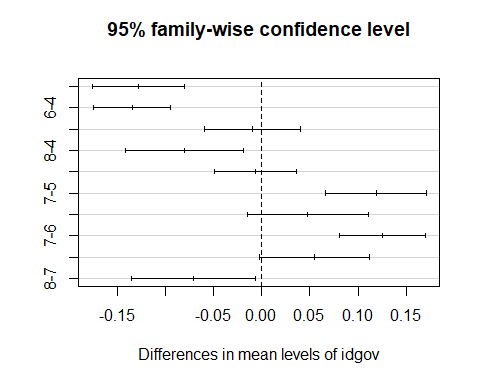 95% family-wise confidence level
6-4
8-4
7-5
7-6
8-7
-0.15 -0.05 0.00 0.05 0.10 0.15
Differences in mean levels of idgov